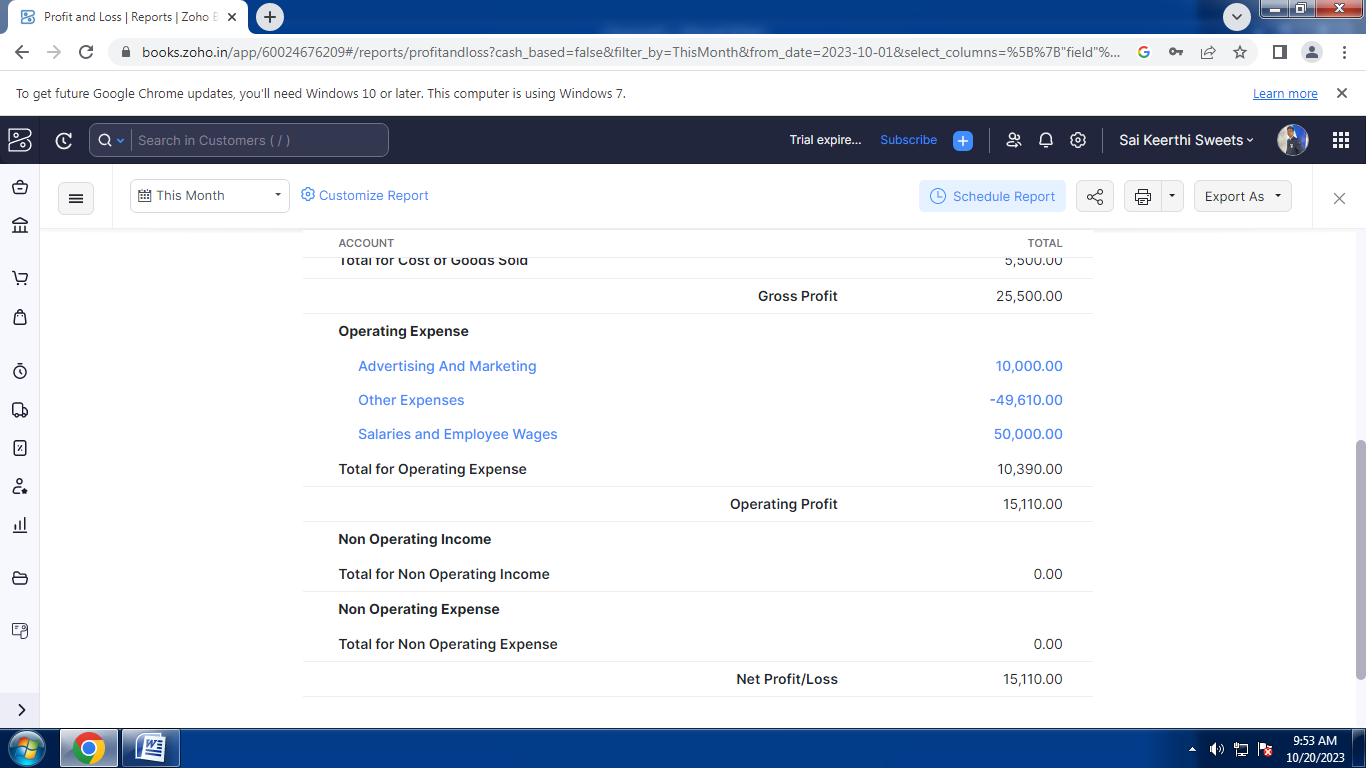 Profit and Loss | Reports | Zoho B
books.zoho.in/app/60024676209#/reports/profitandloss?cash_based=false&filter_by=ThisMonth&from_date=2023-10-01&select_columns=%5B%7B"field"%...
To get future Google Chrome updates, you'll need Windows 10 or later. This computer is using Windows 7. Learn more
Search in Customers ( / ) Trial expire... Subscribe Sai Keerthi Sweets
This Month Customize Report Schedule Report Export As
ACCOUNT TOTAL
Total for Cost of Goods Sold 5,500.00
Gross Profit 25,500.00
Operating Expense
Advertising And Marketing 10,000.00
Other Expenses -49,610.00
Salaries and Employee Wages 50,000.00
Total for Operating Expense 10,390.00
Operating Profit 15,110.00
Non Operating Income
Total for Non Operating Income 0.00
Non Operating Expense
Total for Non Operating Expense 0.00
Net Profit/Loss 15,110.00
9:53 AM
10/20/2023